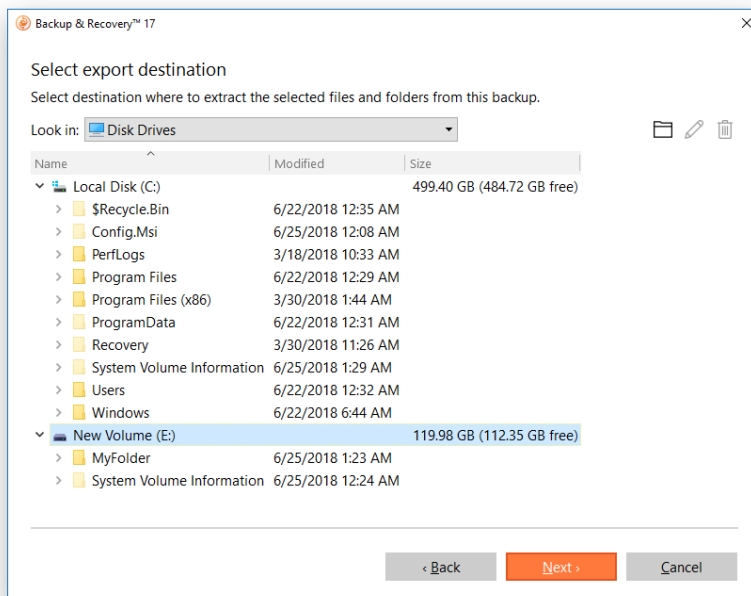 Backup & Recovery™ 17
Select export destination
Select destination where to extract the selected files and folders from this backup.
Look in: Disk Drives
Name Modified Size
Local Disk (C:) 499.40 GB (484.72 GB free)
$Recycle.Bin 6/22/2018 12:35 AM
Config.Msi 6/25/2018 12:08 AM
PerfLogs 3/18/2018 10:33 AM
Program Files 6/22/2018 12:29 AM
Program Files (x86) 3/30/2018 1:44 AM
ProgramData 6/22/2018 12:31 AM
Recovery 3/30/2018 11:26 AM
System Volume Information 6/25/2018 1:29 AM
Users 6/22/2018 12:32 AM
Windows 6/22/2018 6:44 AM
New Volume (E:) 119.98 GB (112.35 GB free)
MyFolder 6/25/2018 1:23 AM
System Volume Information 6/25/2018 12:24 AM
‹ Back Next › Cancel